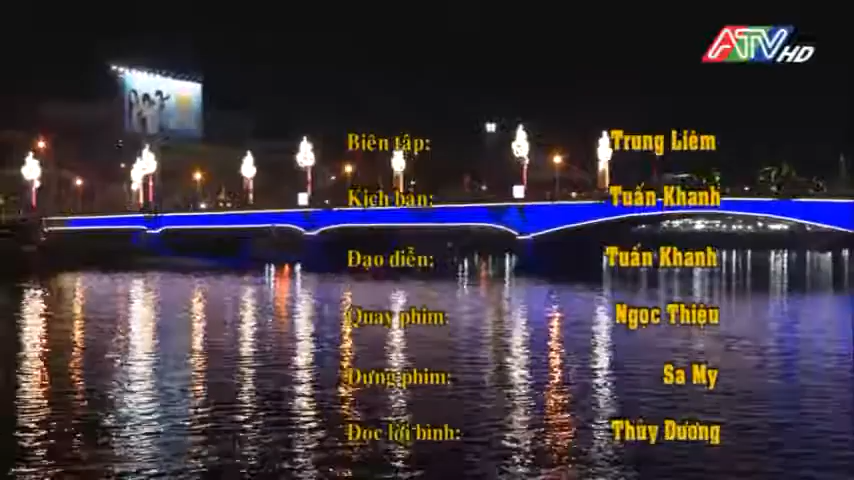 ATV HD
Biên tập: Trung Liêm
Kịch bản: Tuấn Khanh
Đạo diễn: Tuấn Khanh
Quay phim: Ngọc Thiệu
Dựng phim: Sa My
Đọc lời bình: Thùy Dương